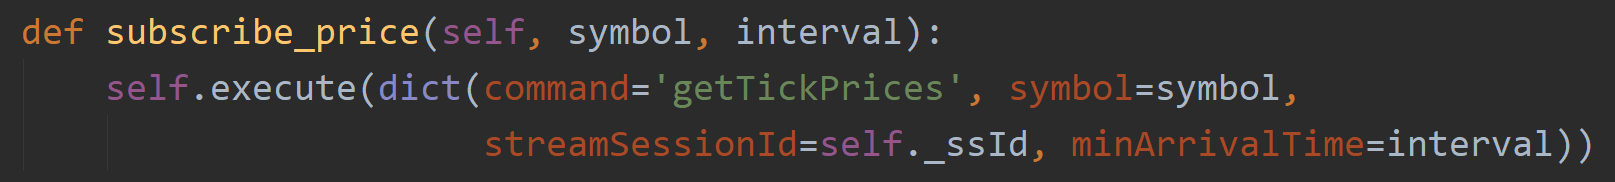 def subscribe_price(self, symbol, interval):
    self.execute(dict(command='getTickPrices', symbol=symbol,
                      streamSessionId=self._ssId, minArrivalTime=interval))